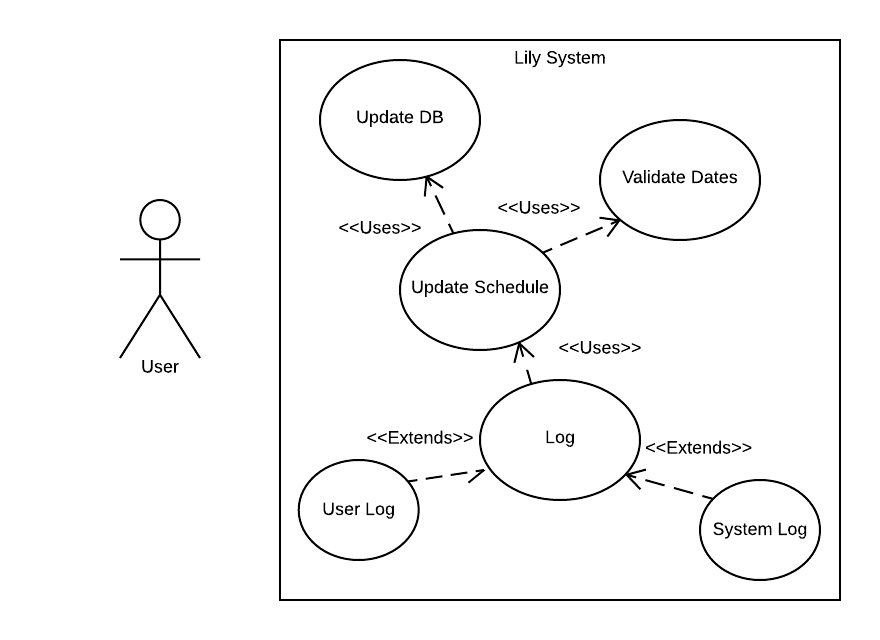 Lily System
Update DB
Validate Dates
<<Uses>>
<<Uses>>
Update Schedule
User
<<Uses>>
Log
<<Extends>>
<<Extends>>
User Log
System Log